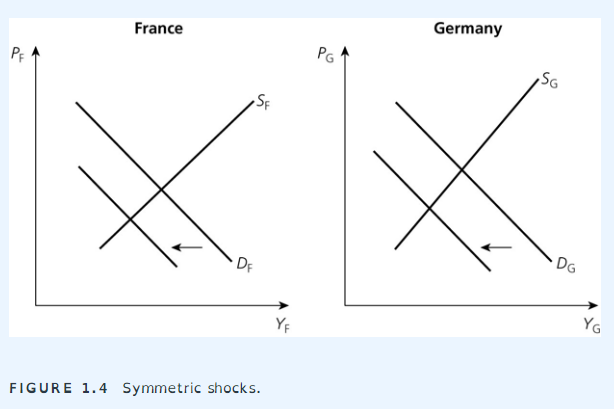 France
Germany
PF
PG
SF
SG
DF
DG
YF
YG
FIGURE 1.4 Symmetric shocks.